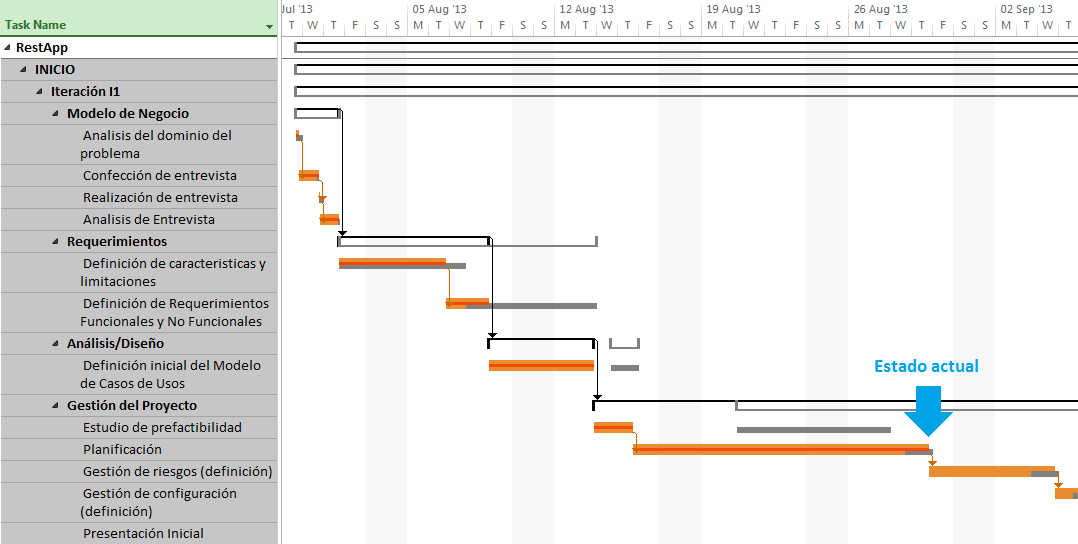 Jul '13 05 Aug '13 12 Aug '13 19 Aug '13 26 Aug '13 02 Sep '13
Task Name T W T F S S M T W T F S S M T W T F S S M T W T F S S M T W T F S S M T W T
RestApp
INICIO
Iteración I1
Modelo de Negocio
Analisis del dominio del
problema
Confección de entrevista
Realización de entrevista
Analisis de Entrevista
Requerimientos
Definición de caracteristicas y
limitaciones
Definición de Requerimientos
Funcionales y No Funcionales
Análisis/Diseño
Definición inicial del Modelo
de Casos de Usos
Estado actual
Gestión del Proyecto
Estudio de prefactibilidad
Planificación
Gestión de riesgos (definición)
Gestión de configuración
(definición)
Presentación Inicial